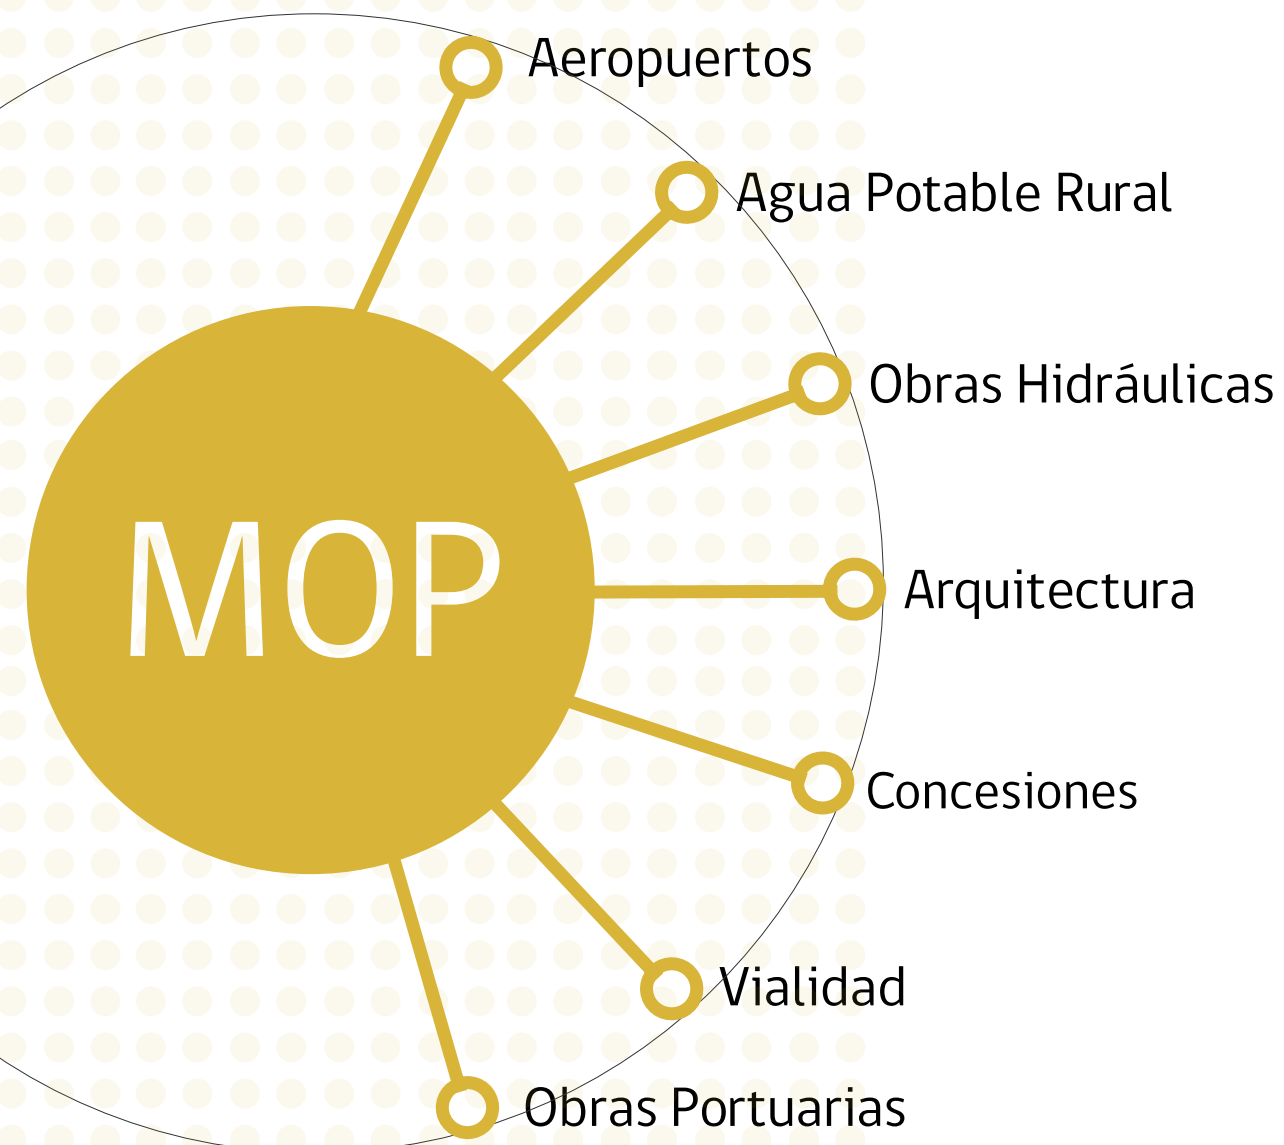 Aeropuertos
Agua Potable Rural
Obras Hidráulicas
MOP
Arquitectura
Concesiones
Vialidad
Obras Portuarias